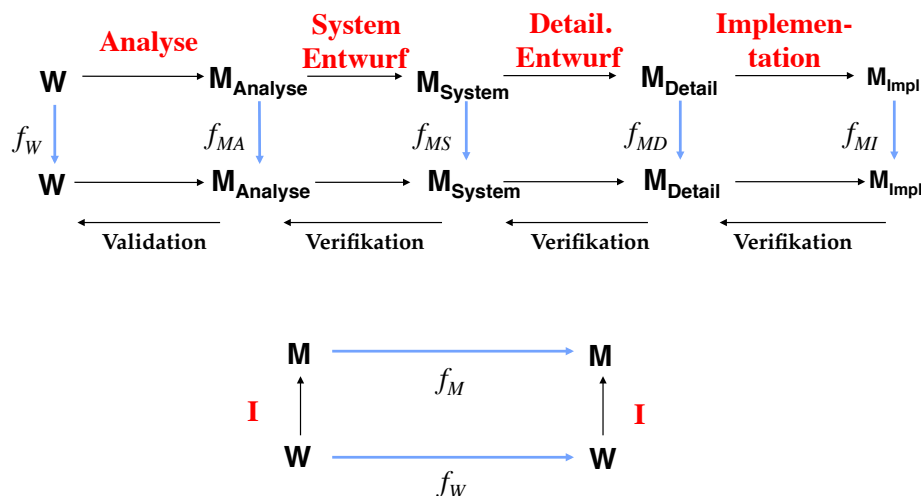 Analyse
System
Entwurf
Detail.
Entwurf
Implemen-
tation
W M_Analyse M_System M_Detail M_Impl
f_W f_MA f_MS f_MD f_MI
W M_Analyse M_System M_Detail M_Impl
Validation Verifikation Verifikation Verifikation
M M
f_M
I I
W W
f_W